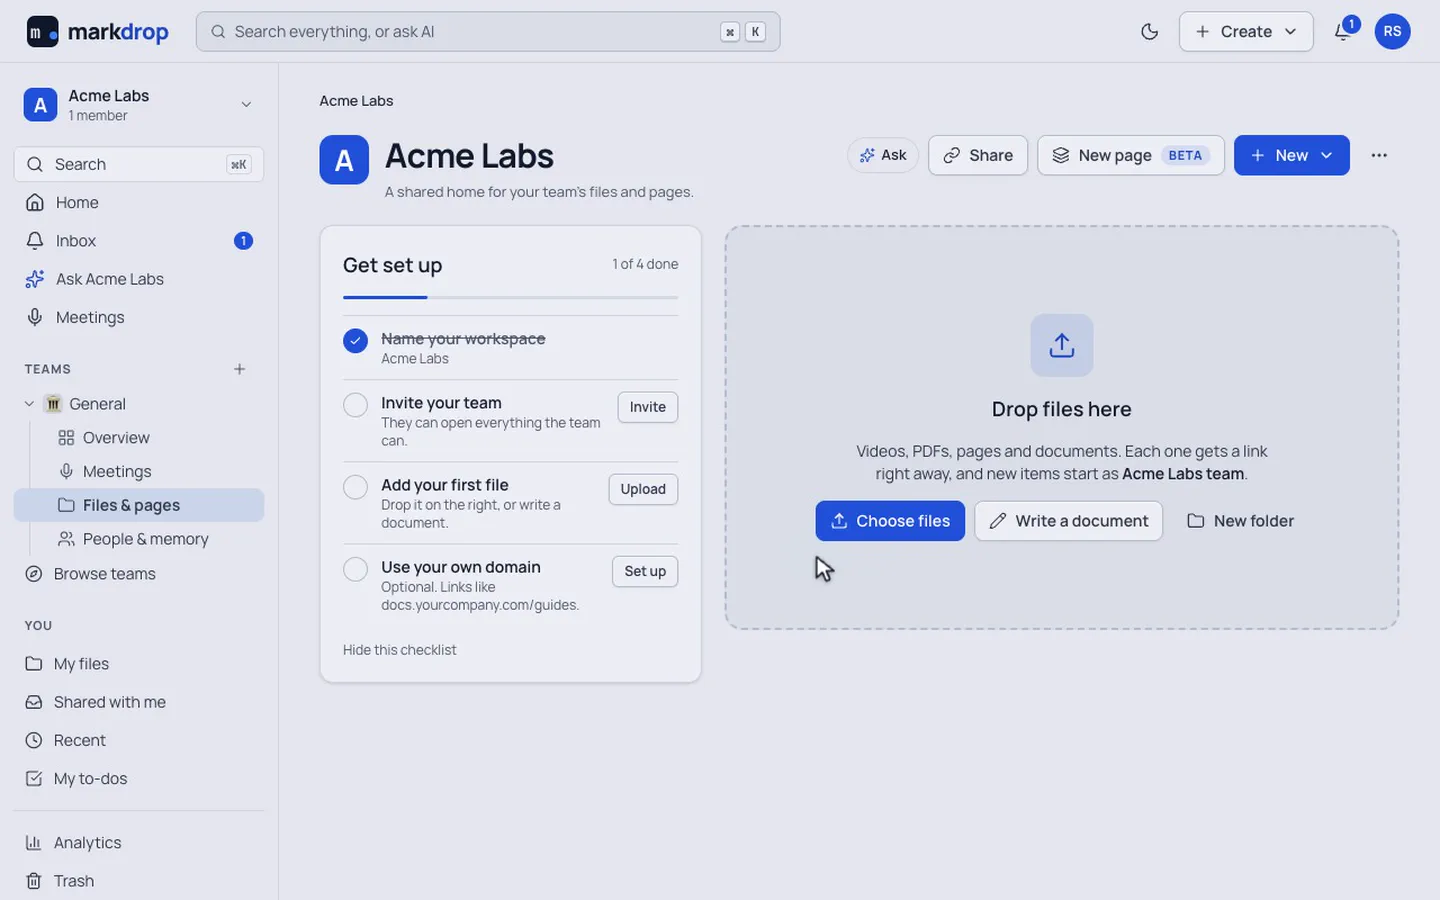 m.
markdrop
Search everything, or ask AI
⌘ K
Create
1
RS
A
Acme Labs
1 member
Search
⌘K
Home
Inbox
1
Ask Acme Labs
Meetings
TEAMS
General
Overview
Meetings
Files & pages
People & memory
Browse teams
YOU
My files
Shared with me
Recent
My to-dos
Analytics
Trash
Acme Labs
A
Acme Labs
A shared home for your team's files and pages.
Ask
Share
New page BETA
New
Get set up
1 of 4 done
Name your workspace
Acme Labs
Invite your team
They can open everything the team
can.
Invite
Add your first file
Drop it on the right, or write a
document.
Upload
Use your own domain
Optional. Links like
docs.yourcompany.com/guides.
Set up
Hide this checklist
Drop files here
Videos, PDFs, pages and documents. Each one gets a link
right away, and new items start as Acme Labs team.
Choose files
Write a document
New folder